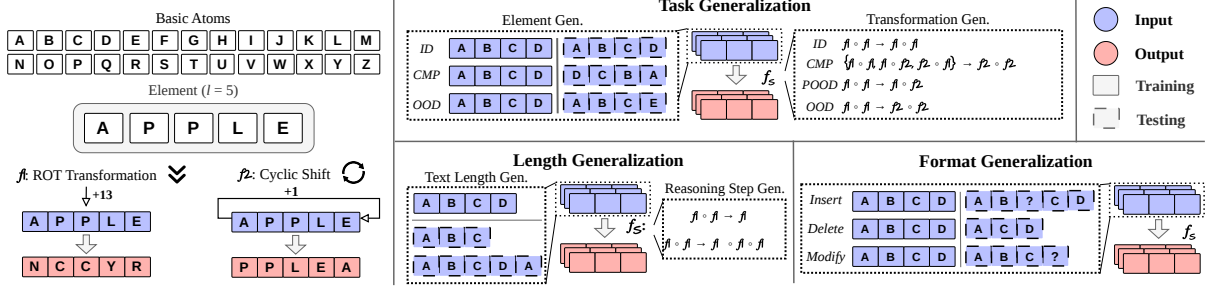 Basic Atoms
A B C D E F G H I J K L M
N O P Q R S T U V W X Y Z
Element (l = 5)
A P P L E
f1: ROT Transformation
+13
A P P L E
N C C Y R
f2: Cyclic Shift
+1
A P P L E
P P L E A
Task Generalization
Element Gen.
ID A B C D A B C D
CMP A B C D D C B A
OOD A B C D A B C E
fs
Transformation Gen.
ID f1 ∘ f1 → f1 ∘ f1
CMP {f1 ∘ f1, f1 ∘ f2, f2 ∘ f1} → f2 ∘ f2
POOD f1 ∘ f1 → f1 ∘ f2
OOD f1 ∘ f1 → f2 ∘ f2
Input
Output
Training
Testing
Length Generalization
Text Length Gen.
A B C D
A B C
A B C D A
fs:
Reasoning Step Gen.
f1 ∘ f1 → f1
f1 ∘ f1 → f1 ∘ f1 ∘ f1
Format Generalization
Insert A B C D A B ? C D
Delete A B C D A C D
Modify A B C D A B C ?
fs